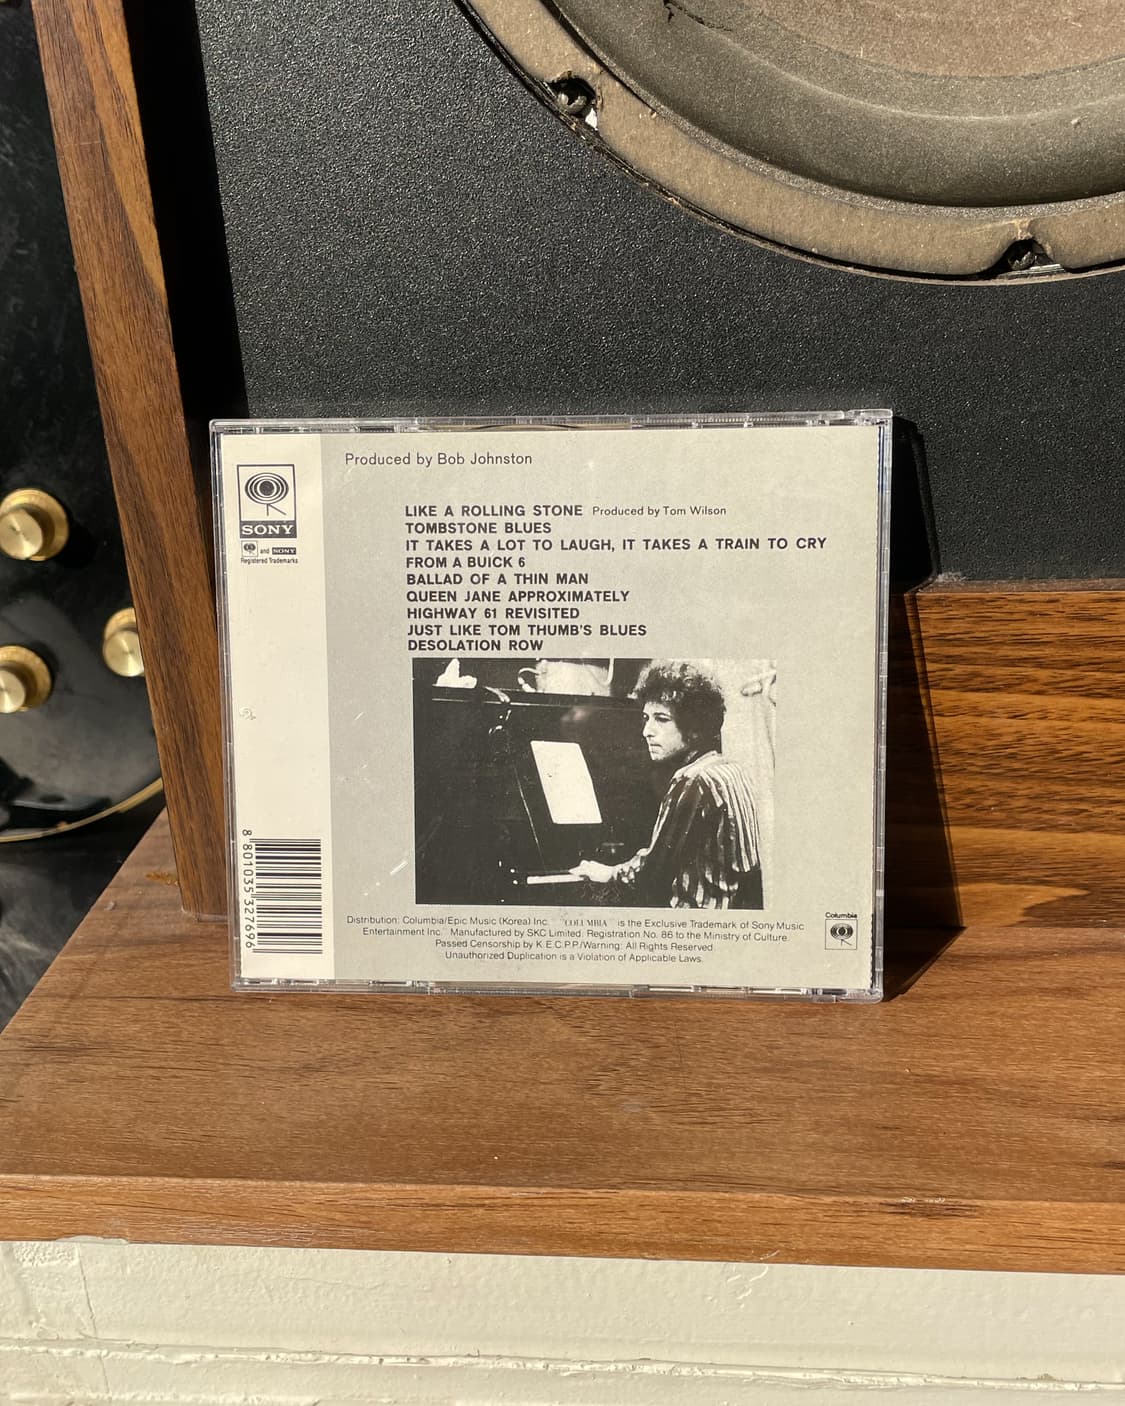 Produced by Bob Johnston
LIKE A ROLLING STONE Produced by Tom Wilson
TOMBSTONE BLUES
IT TAKES A LOT TO LAUGH, IT TAKES A TRAIN TO CRY
FROM A BUICK 6
BALLAD OF A THIN MAN
QUEEN JANE APPROXIMATELY
HIGHWAY 61 REVISITED
JUST LIKE TOM THUMB'S BLUES
DESOLATION ROW
SONY
and SONY
Registered Trademarks
8 801035 327696
Distribution: Columbia/Epic Music (Korea) Inc. "COLUMBIA" is the Exclusive Trademark of Sony Music
Entertainment Inc. Manufactured by SKC Limited. Registration No. 86 to the Ministry of Culture.
Passed Censorship by K.E.C.P.P./Warning: All Rights Reserved.
Unauthorized Duplication is a Violation of Applicable Laws.
Columbia